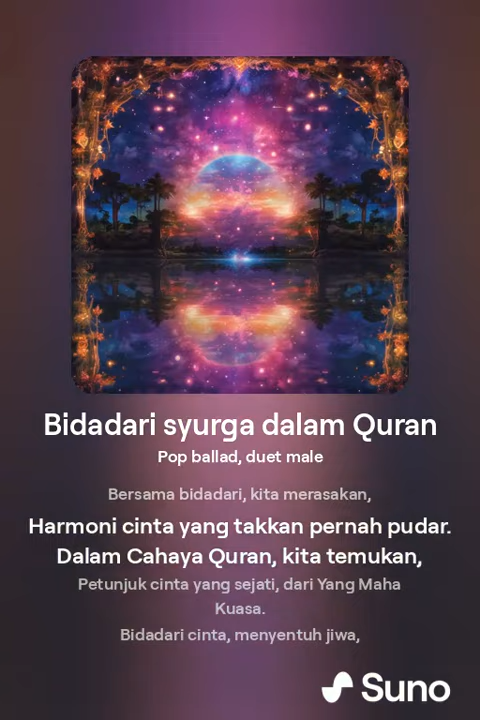 Bidadari syurga dalam Quran
Pop ballad, duet male
Bersama bidadari, kita merasakan,
Harmoni cinta yang takkan pernah pudar.
Dalam Cahaya Quran, kita temukan,
Petunjuk cinta yang sejati, dari Yang Maha
Kuasa.
Bidadari cinta, menyentuh jiwa,
Suno